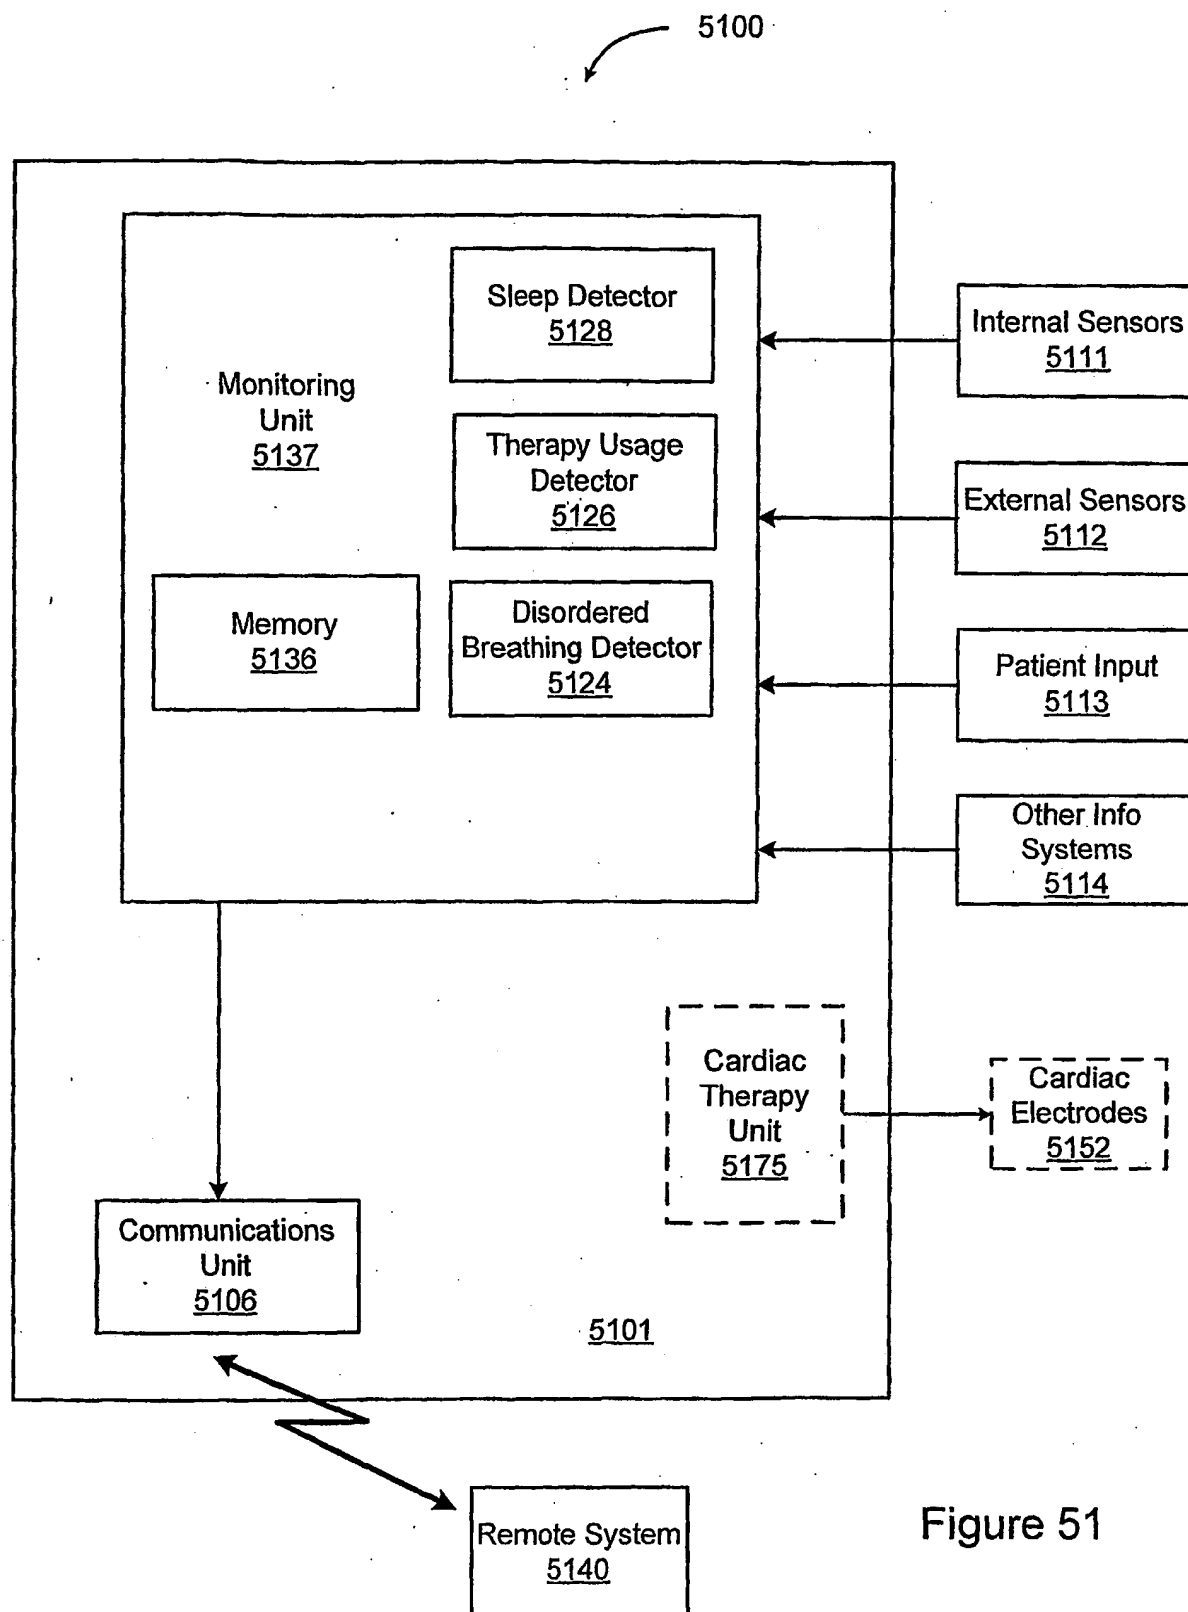 5100
Sleep Detector
5128
Internal Sensors
5111
Monitoring
Unit
5137
Therapy Usage
Detector
5126
External Sensors
5112
Memory
5136
Disordered
Breathing Detector
5124
Patient Input
5113
Other Info
Systems
5114
Cardiac
Therapy
Unit
5175
Cardiac
Electrodes
5152
Communications
Unit
5106
5101
Remote System
5140
Figure 51